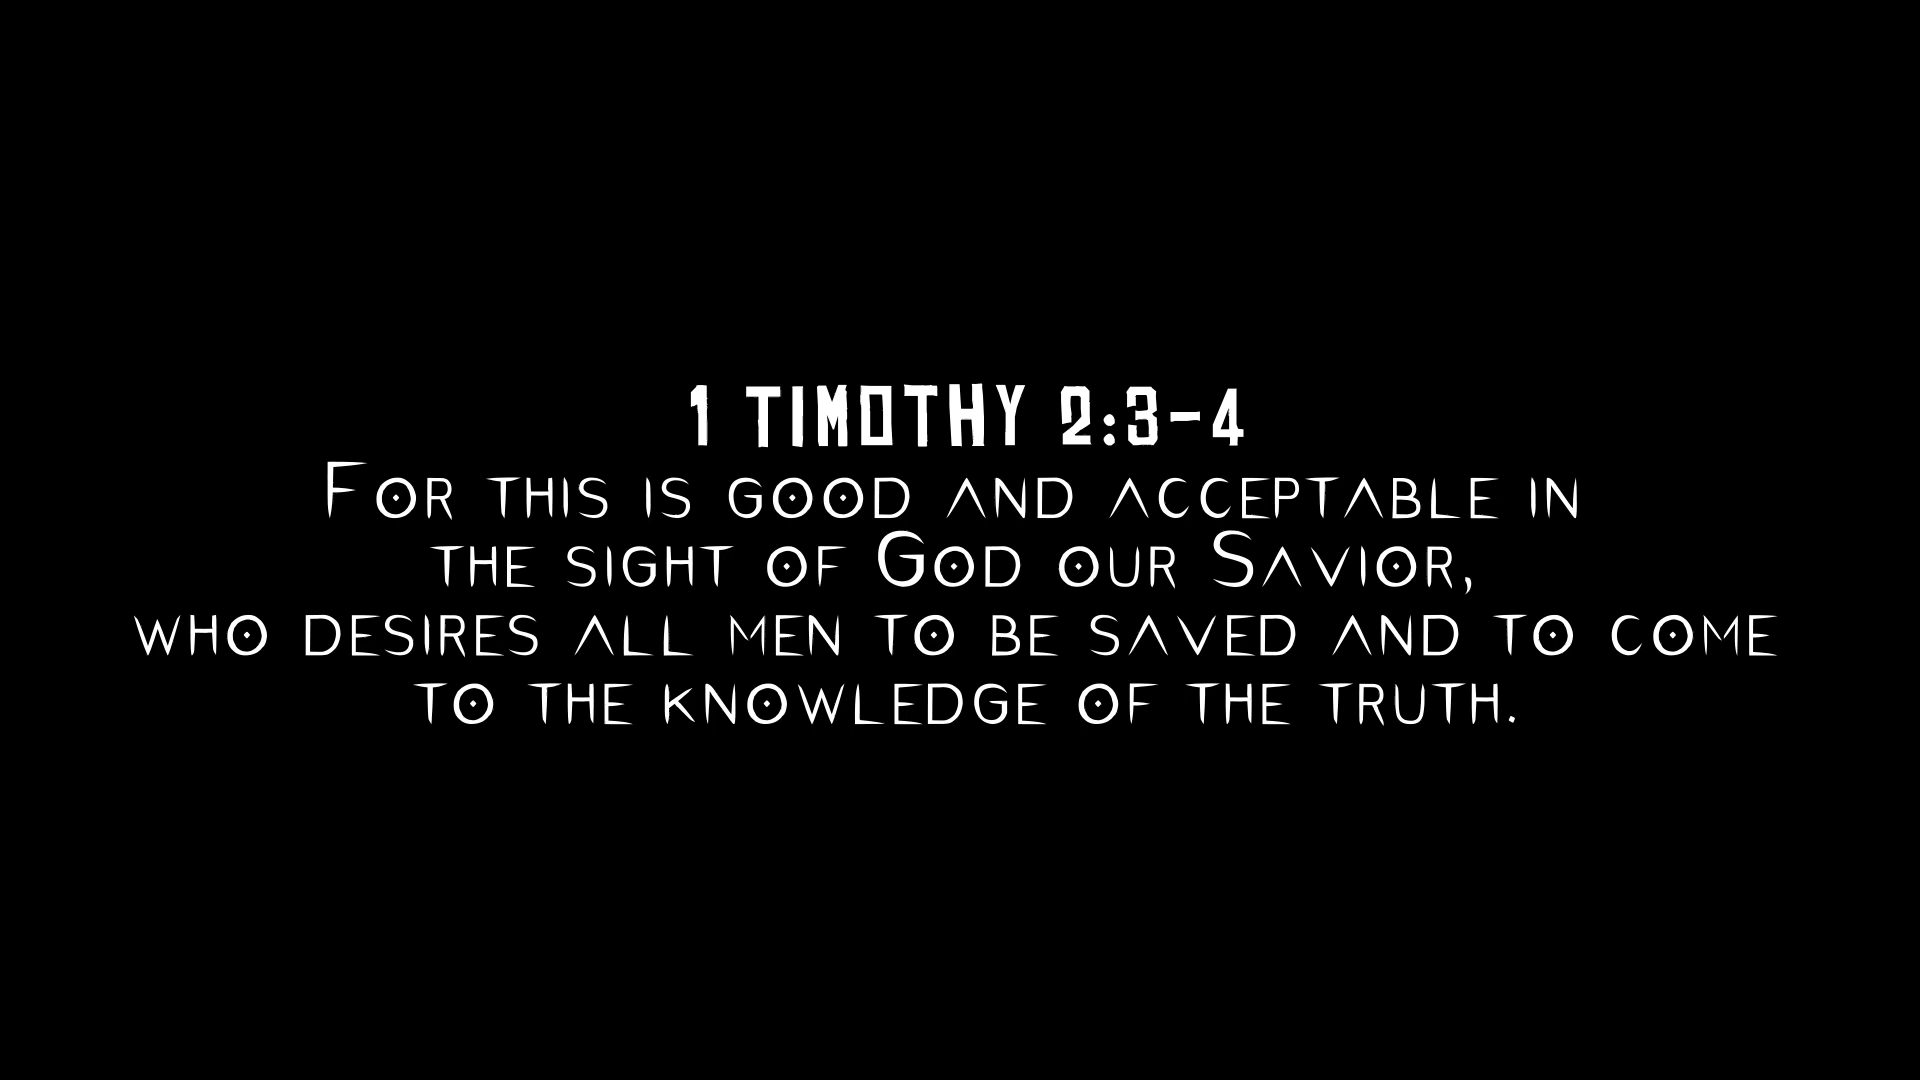 1 TIMOTHY 2:3-4
For this is good and acceptable in
the sight of God our Savior,
who desires all men to be saved and to come
to the knowledge of the truth.